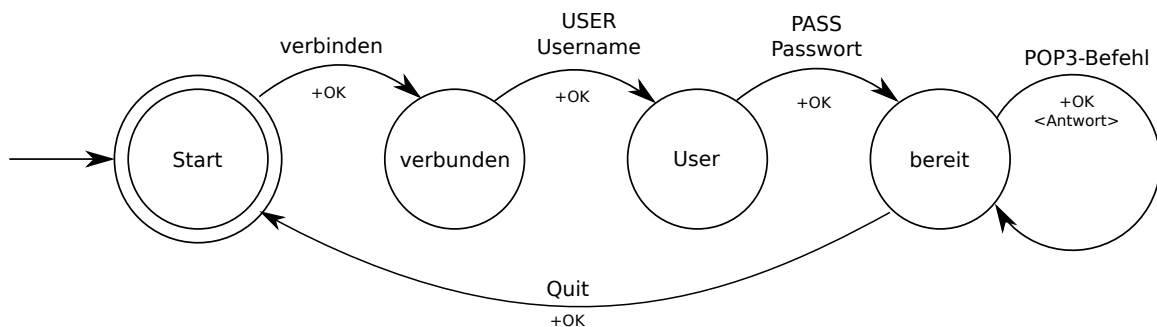 verbinden
+OK
USER
Username
+OK
PASS
Passwort
+OK
POP3-Befehl
+OK
<Antwort>
Start
verbunden
User
bereit
Quit
+OK